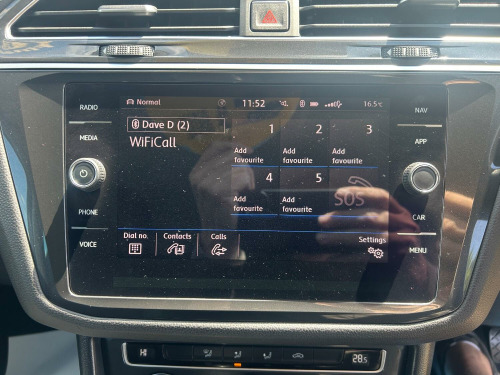 RADIO
MEDIA
PHONE
VOICE
NAV
APP
CAR
MENU
Normal
11:52
16.5°C
Dave D (2)
WiFiCall
1 2 3
Add favourite
Add favourite
Add favourite
4 5
Add favourite
Add favourite
SOS
Dial no. Contacts Calls
Settings
28.5